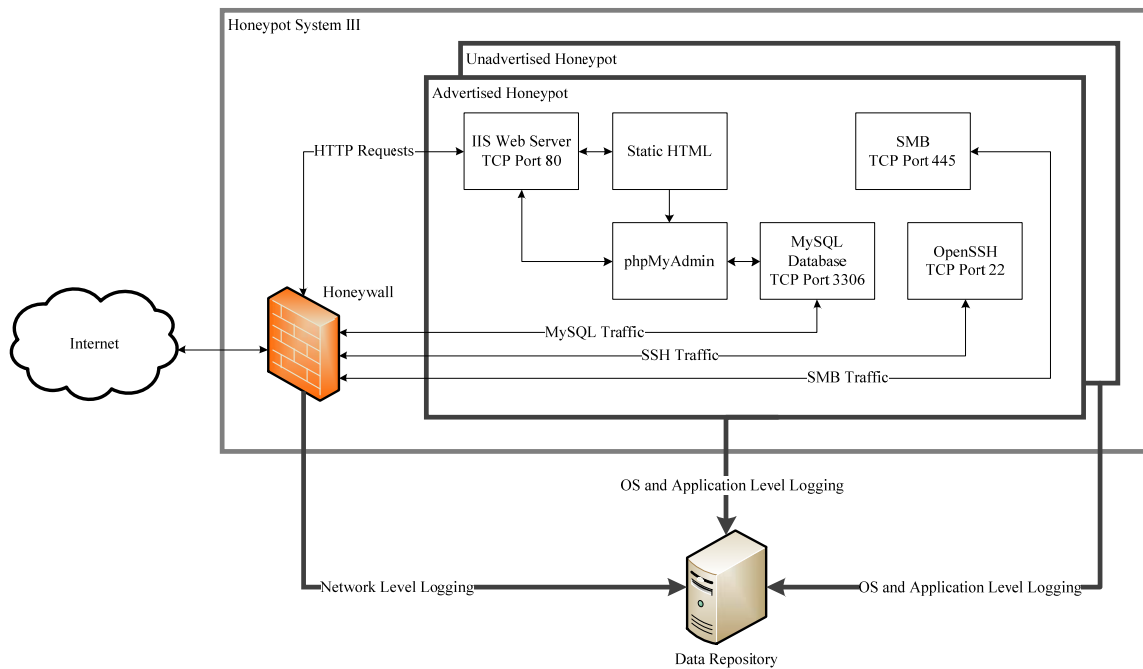 Honeypot System III
Unadvertised Honeypot
Advertised Honeypot
IIS Web Server
TCP Port 80
Static HTML
SMB
TCP Port 445
HTTP Requests
phpMyAdmin
MySQL
Database
TCP Port 3306
OpenSSH
TCP Port 22
Honeywall
Internet
MySQL Traffic
SSH Traffic
SMB Traffic
OS and Application Level Logging
Network Level Logging
OS and Application Level Logging
Data Repository